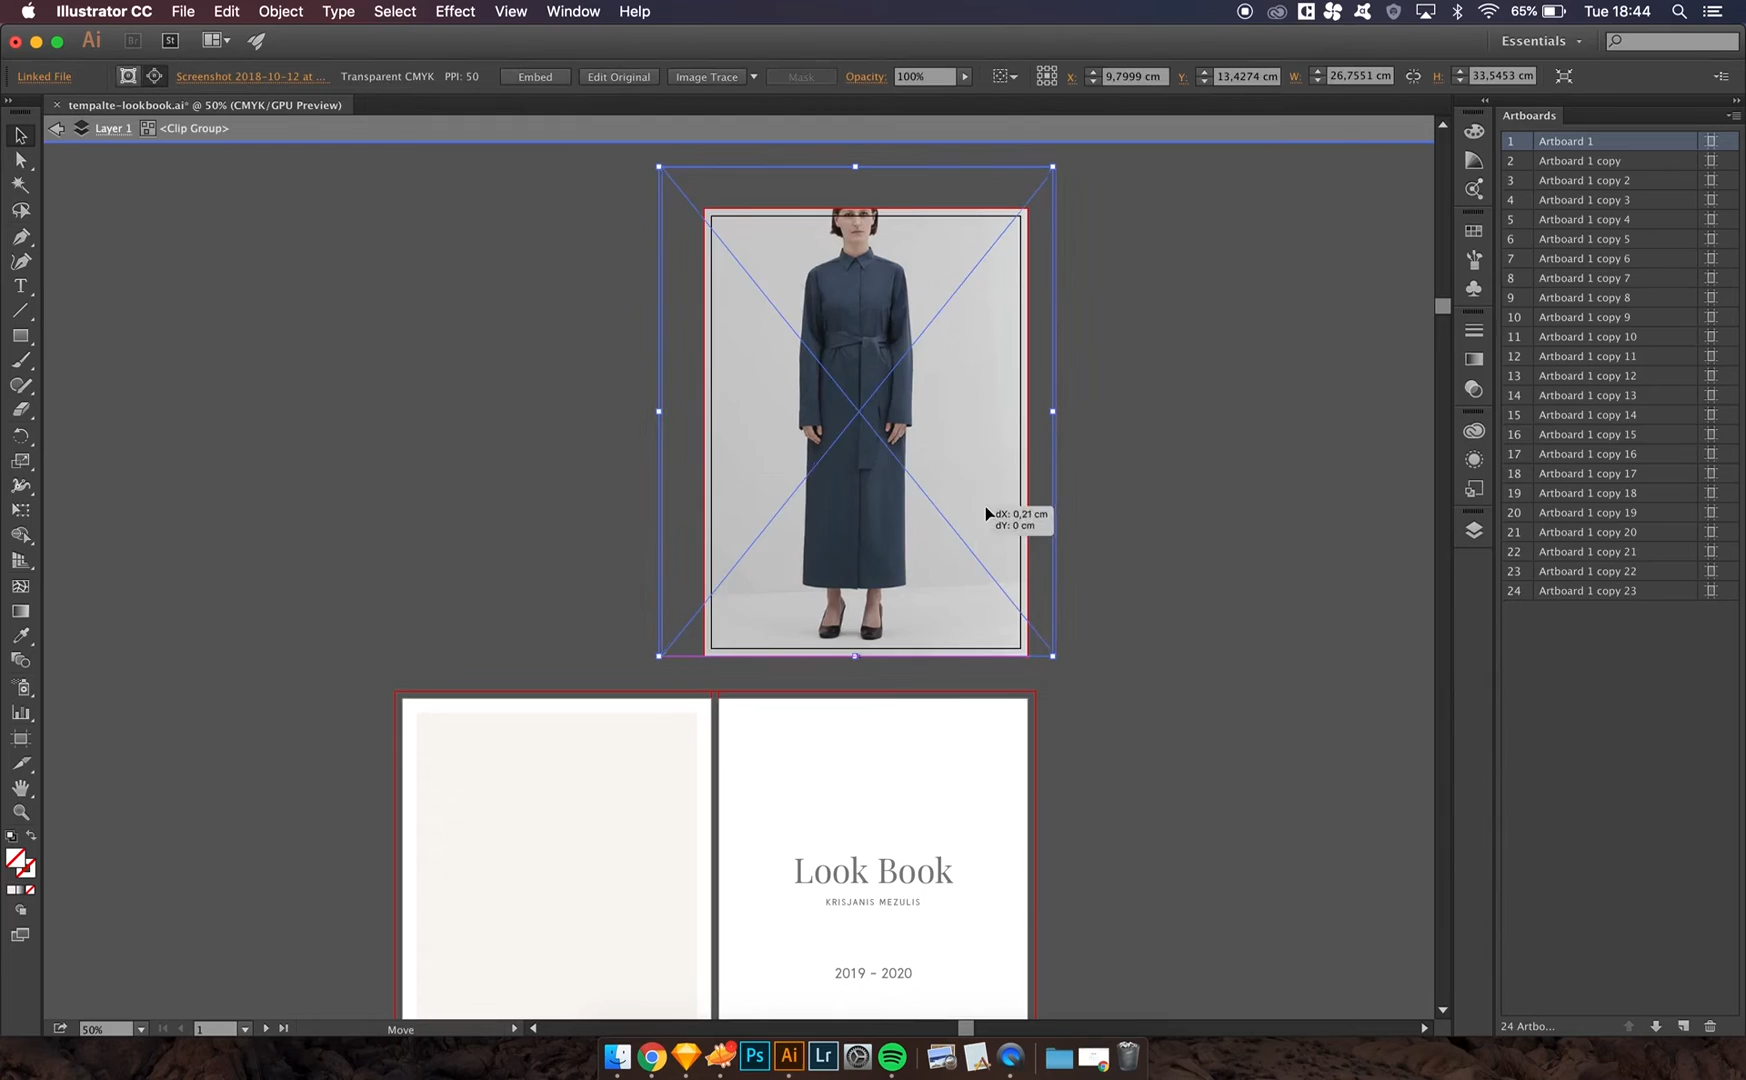 Illustrator CC File Edit Object Type Select Effect View Window Help 65% Tue 18:44
Ai Br St Essentials
Linked File Screenshot 2018-10-12 at ... Transparent CMYK PPI: 50 Embed Edit Original Image Trace Mask Opacity: 100% X: 9,7999 cm Y: 13,4274 cm W: 26,7551 cm H: 33,5453 cm
× tempalte-lookbook.ai* @ 50% (CMYK/GPU Preview)
Layer 1 <Clip Group>
Artboards
1 Artboard 1
2 Artboard 1 copy
3 Artboard 1 copy 2
4 Artboard 1 copy 3
5 Artboard 1 copy 4
6 Artboard 1 copy 5
7 Artboard 1 copy 6
8 Artboard 1 copy 7
9 Artboard 1 copy 8
10 Artboard 1 copy 9
11 Artboard 1 copy 10
12 Artboard 1 copy 11
13 Artboard 1 copy 12
14 Artboard 1 copy 13
15 Artboard 1 copy 14
16 Artboard 1 copy 15
17 Artboard 1 copy 16
18 Artboard 1 copy 17
19 Artboard 1 copy 18
20 Artboard 1 copy 19
21 Artboard 1 copy 20
22 Artboard 1 copy 21
23 Artboard 1 copy 22
24 Artboard 1 copy 23
dX: 0,21 cm
dY: 0 cm
Look Book
KRISJANIS MEZULIS
2019 – 2020
50% 1 Move
24 Artbo...
Ps Ai Lr